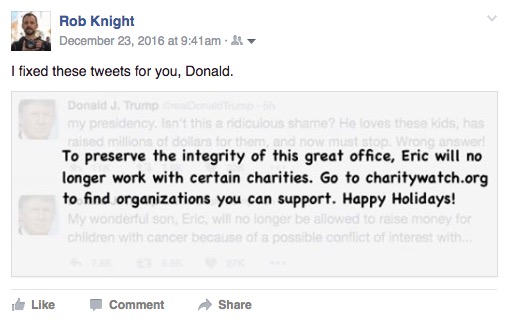 Rob Knight
December 23, 2016 at 9:41am ·
I fixed these tweets for you, Donald.
Donald J. Trump @realDonaldTrump · 5h
my presidency. Isn't this a ridiculous shame? He loves these kids, has
raised millions of dollars for them, and now must stop. Wrong answer!
To preserve the integrity of this great office, Eric will no
longer work with certain charities. Go to charitywatch.org
to find organizations you can support. Happy Holidays!
My wonderful son, Eric, will no longer be allowed to raise money for
children with cancer because of a possible conflict of interest with...
Like Comment Share